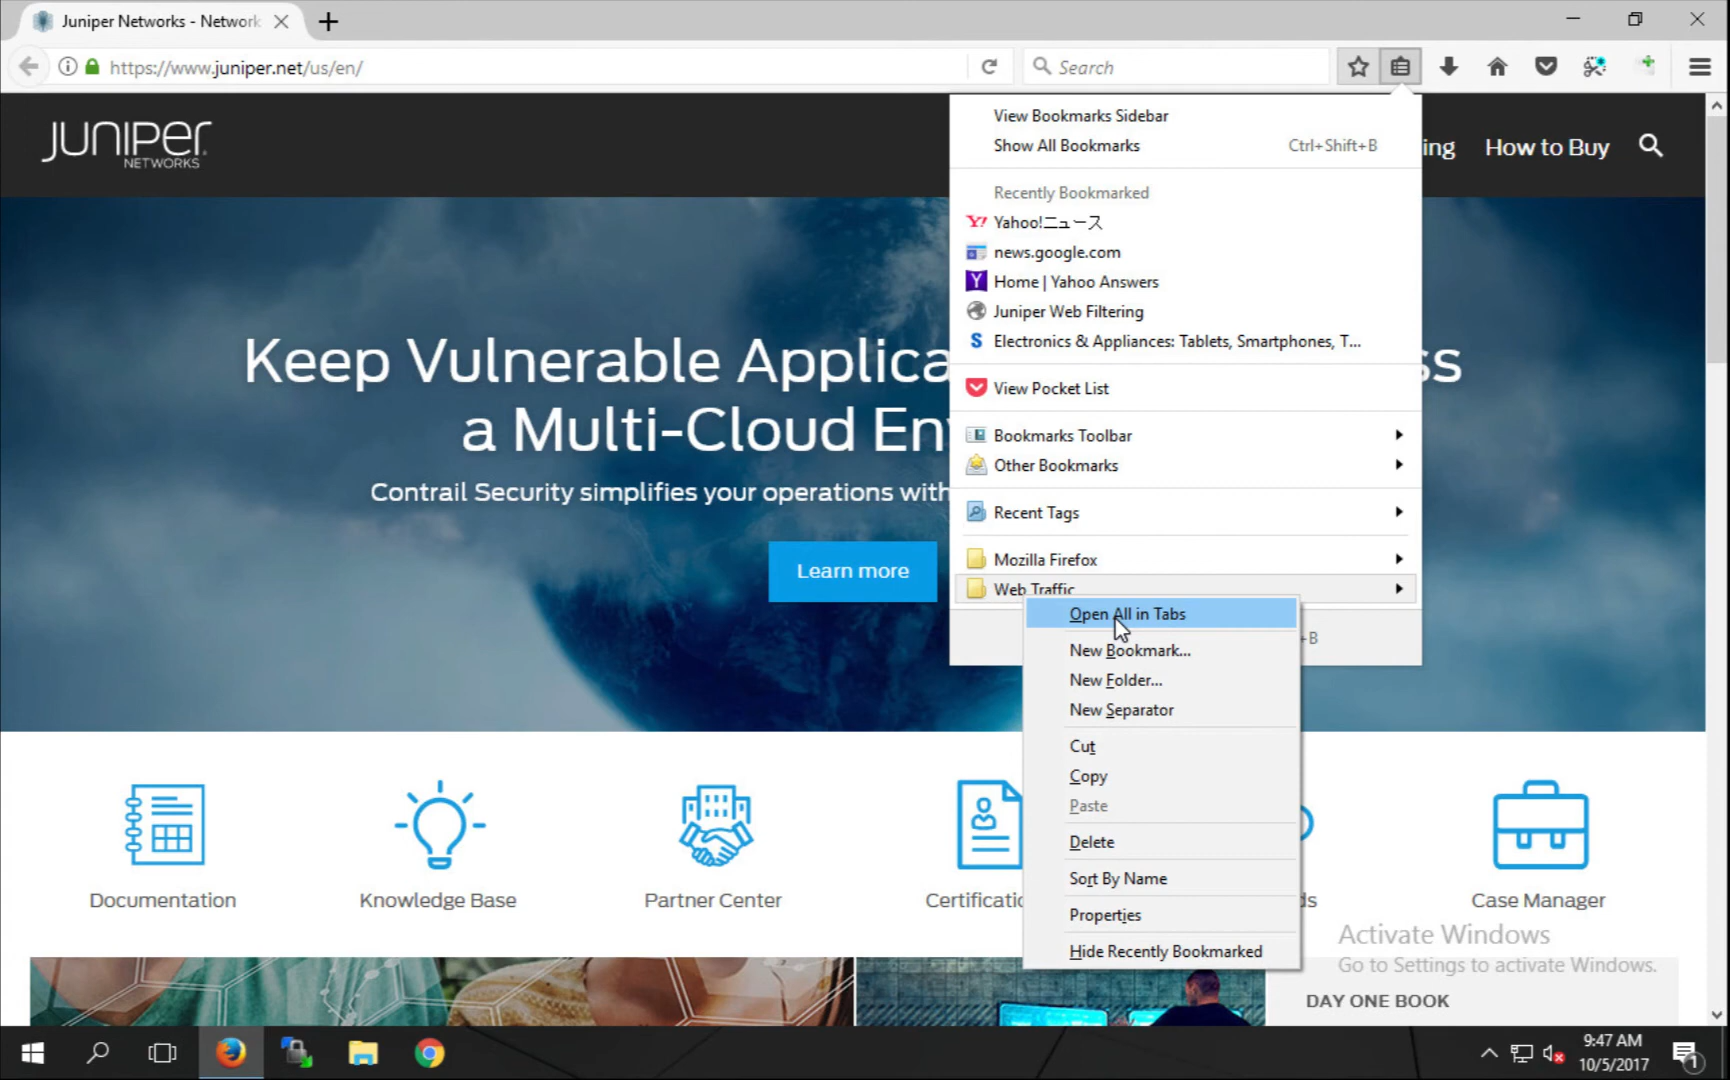 Juniper Networks - Network
https://www.juniper.net/us/en/
Search
JUNIPER
NETWORKS
ing
How to Buy
View Bookmarks Sidebar
Show All Bookmarks Ctrl+Shift+B
Recently Bookmarked
Yahoo!ニュース
news.google.com
Home | Yahoo Answers
Juniper Web Filtering
Electronics & Appliances: Tablets, Smartphones, T...
View Pocket List
Bookmarks Toolbar
Other Bookmarks
Recent Tags
Mozilla Firefox
Web Traffic
+B
Open All in Tabs
New Bookmark...
New Folder...
New Separator
Cut
Copy
Paste
Delete
Sort By Name
Properties
Hide Recently Bookmarked
Keep Vulnerable Applica ss
a Multi-Cloud En
Contrail Security simplifies your operations with
Learn more
Documentation
Knowledge Base
Partner Center
Certificatio
ds
Case Manager
Activate Windows
Go to Settings to activate Windows.
DAY ONE BOOK
9:47 AM
10/5/2017
1